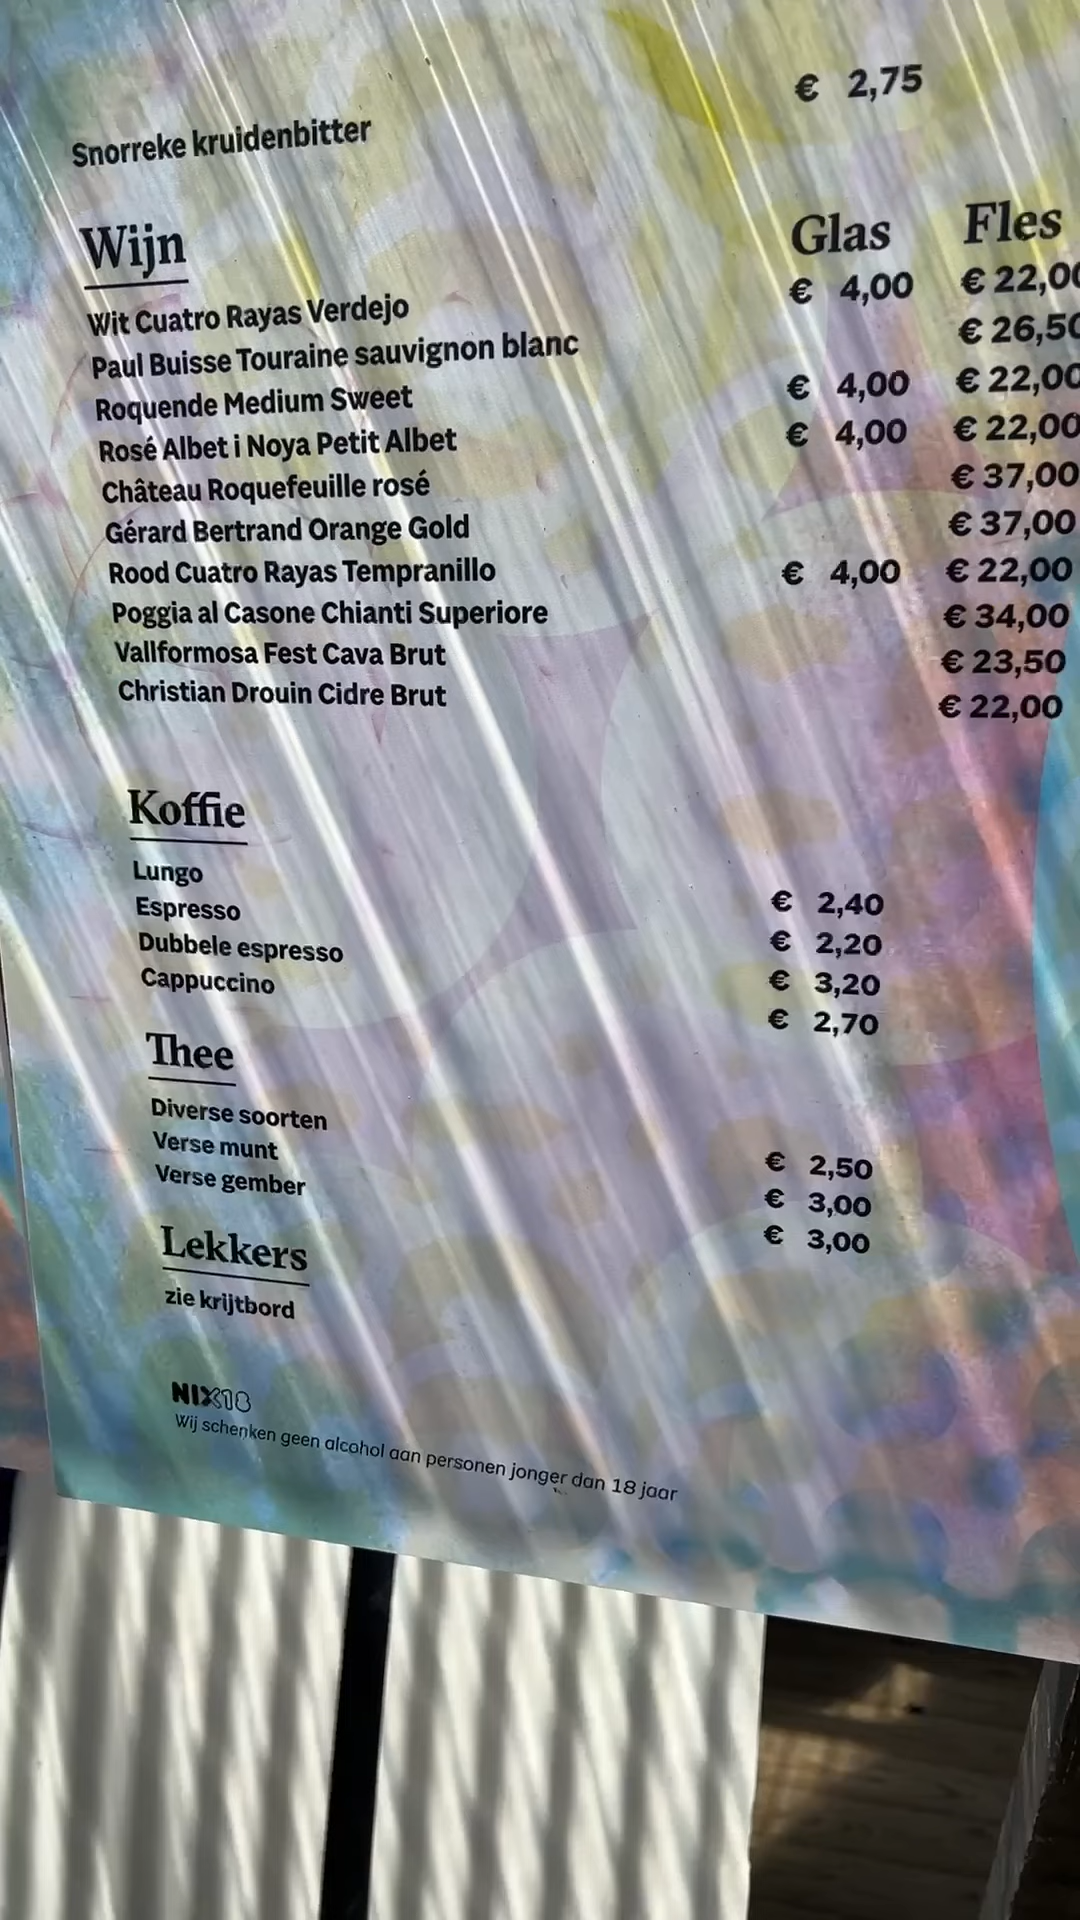 € 2,75
Snorreke kruidenbitter
Wijn Glas Fles
Wit Cuatro Rayas Verdejo € 4,00 € 22,00
Paul Buisse Touraine sauvignon blanc € 26,50
Roquende Medium Sweet € 4,00 € 22,00
Rosé Albet i Noya Petit Albet € 4,00 € 22,00
Château Roquefeuille rosé € 37,00
Gérard Bertrand Orange Gold € 37,00
Rood Cuatro Rayas Tempranillo € 4,00 € 22,00
Poggia al Casone Chianti Superiore € 34,00
Vallformosa Fest Cava Brut € 23,50
Christian Drouin Cidre Brut € 22,00
Koffie
Lungo € 2,40
Espresso € 2,20
Dubbele espresso € 3,20
Cappuccino € 2,70
Thee
Diverse soorten € 2,50
Verse munt € 3,00
Verse gember € 3,00
Lekkers
zie krijtbord
NIX18
Wij schenken geen alcohol aan personen jonger dan 18 jaar